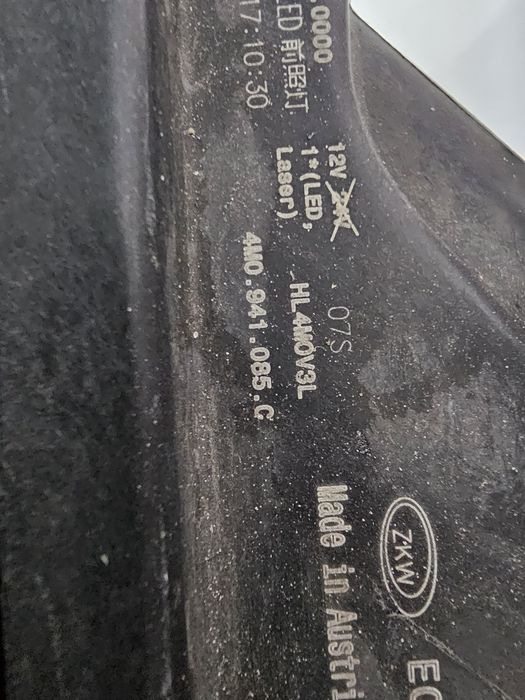 .0000
ED 前照灯
17:10:30
12V
1*(LED,
Laser)
07S
HL4M0V3L
4M0.941.085.G
ZKW
Made in Austri